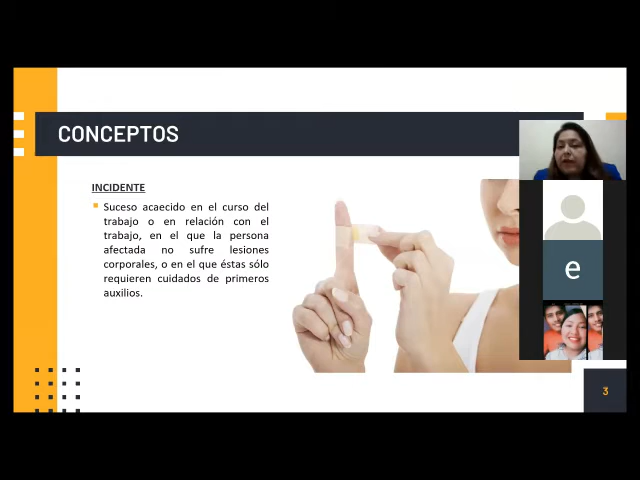 CONCEPTOS
INCIDENTE
Suceso acaecido en el curso del
trabajo o en relación con el
trabajo, en el que la persona
afectada no sufre lesiones
corporales, o en el que éstas sólo
requieren cuidados de primeros
auxilios.
e
3